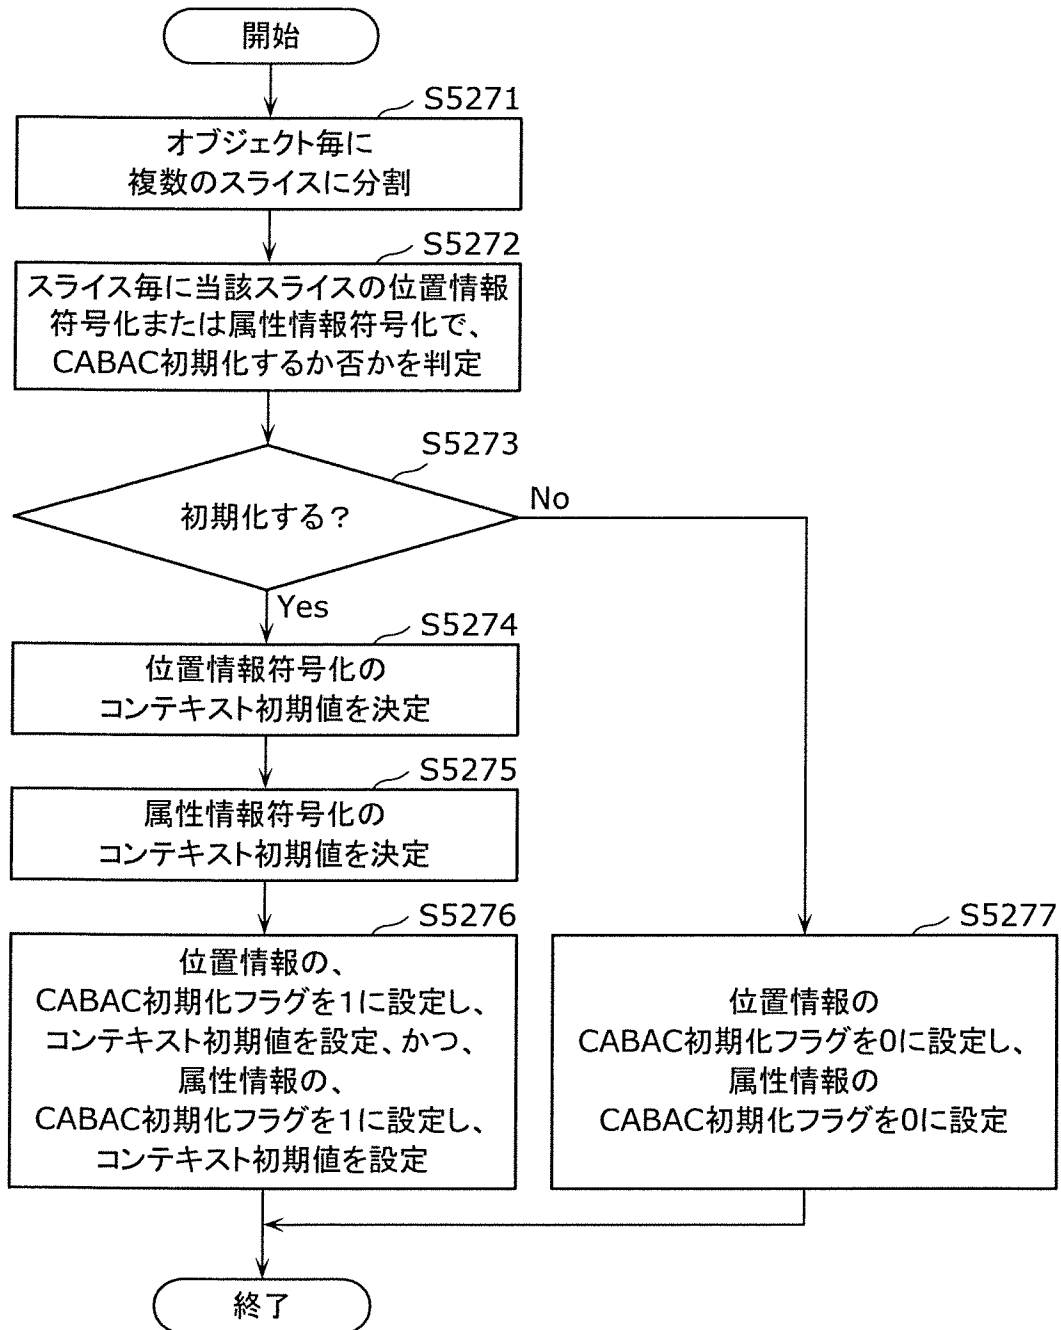 開始
S5271
オブジェクト毎に
複数のスライスに分割
S5272
スライス毎に当該スライスの位置情報
符号化または属性情報符号化で、
CABAC初期化するか否かを判定
S5273
初期化する?
No
Yes
S5274
位置情報符号化の
コンテキスト初期値を決定
S5275
属性情報符号化の
コンテキスト初期値を決定
S5276
位置情報の、
CABAC初期化フラグを1に設定し、
コンテキスト初期値を設定、かつ、
属性情報の、
CABAC初期化フラグを1に設定し、
コンテキスト初期値を設定
S5277
位置情報の
CABAC初期化フラグを0に設定し、
属性情報の
CABAC初期化フラグを0に設定
終了